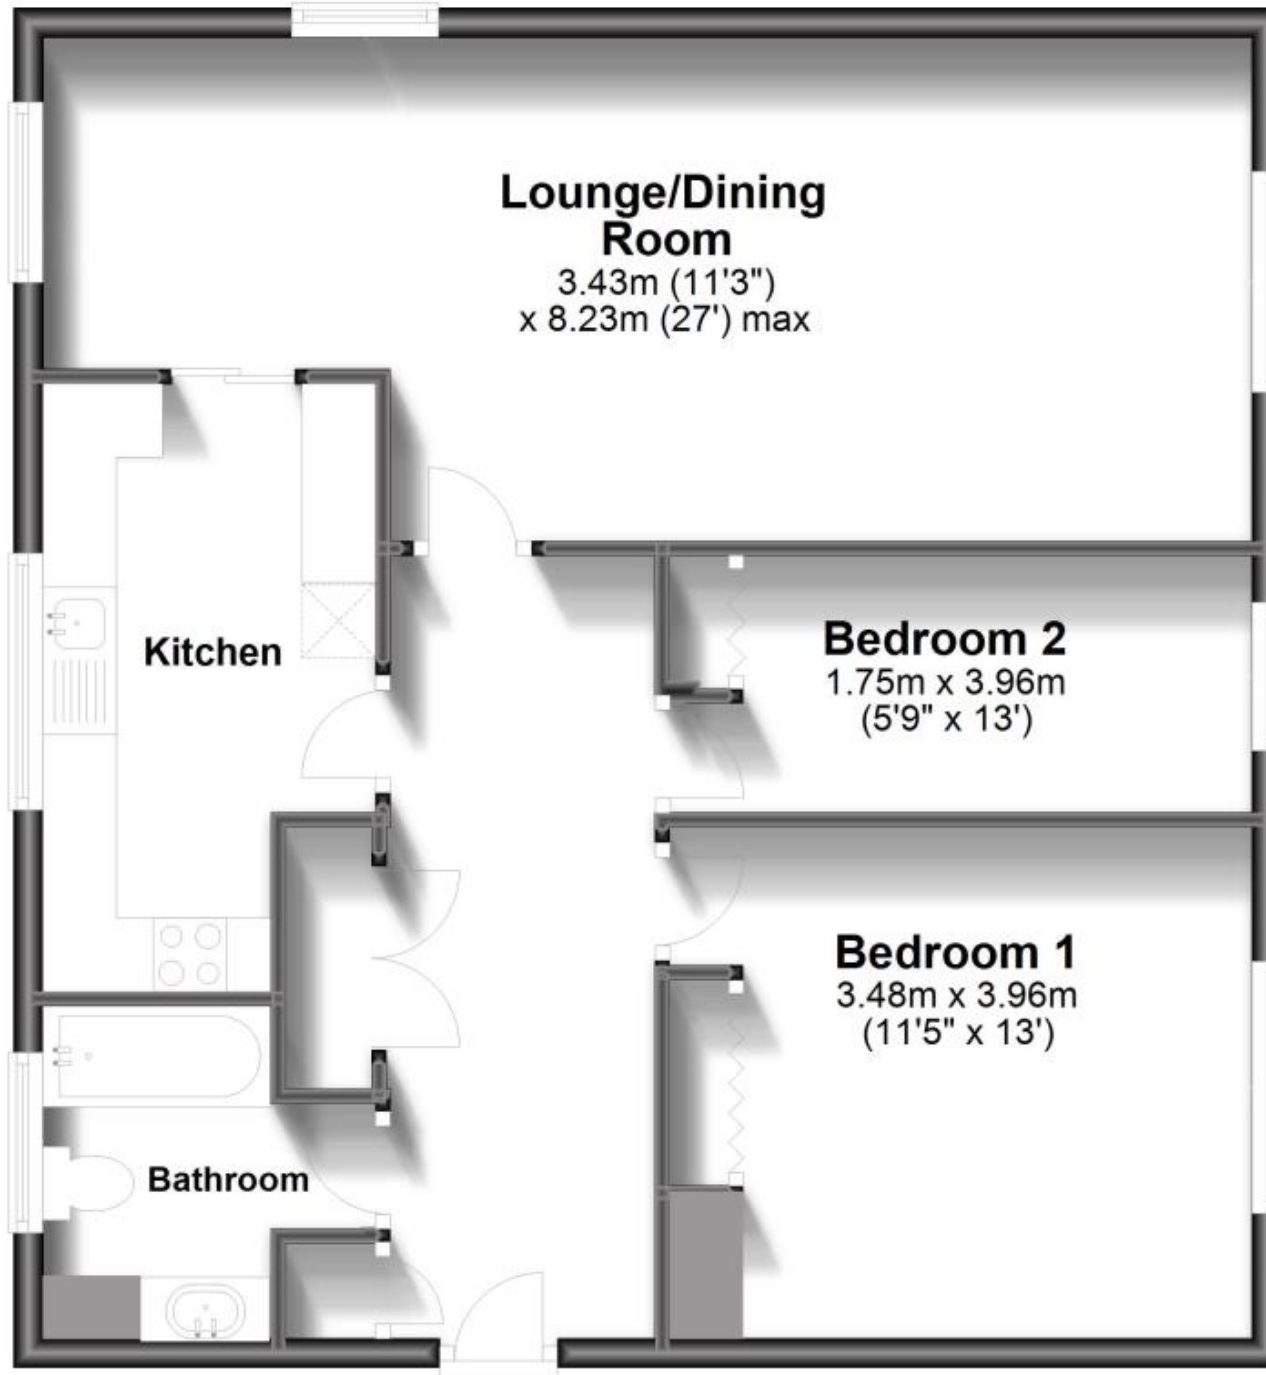 Lounge/Dining
Room
3.43m (11'3")
x 8.23m (27') max
Kitchen
Bedroom 2
1.75m x 3.96m
(5'9" x 13')
Bedroom 1
3.48m x 3.96m
(11'5" x 13')
Bathroom